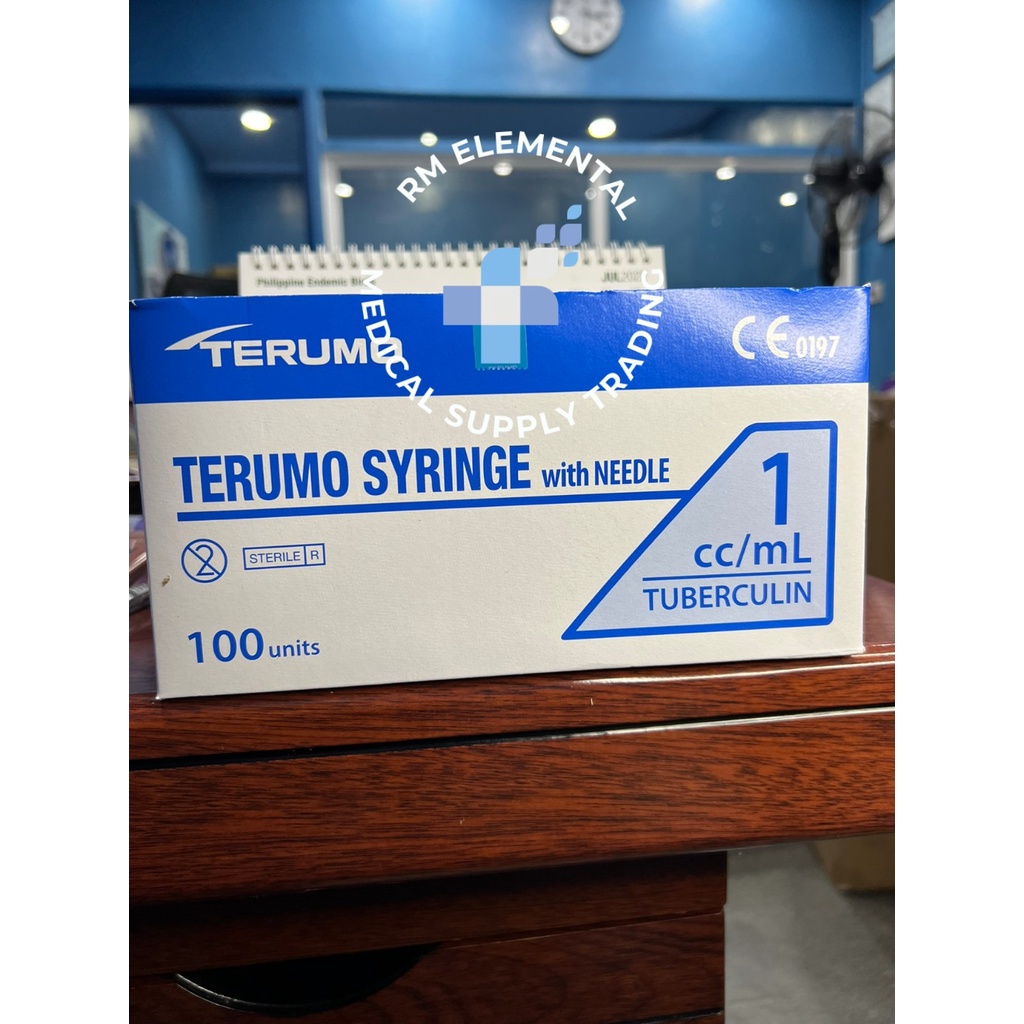 RM ELEMENTAL
MEDICAL SUPPLY TRADING
Philippine Endemic
TERUMO
CE 0197
TERUMO SYRINGE with NEEDLE
1
cc/mL
TUBERCULIN
2
STERILE R
100 units